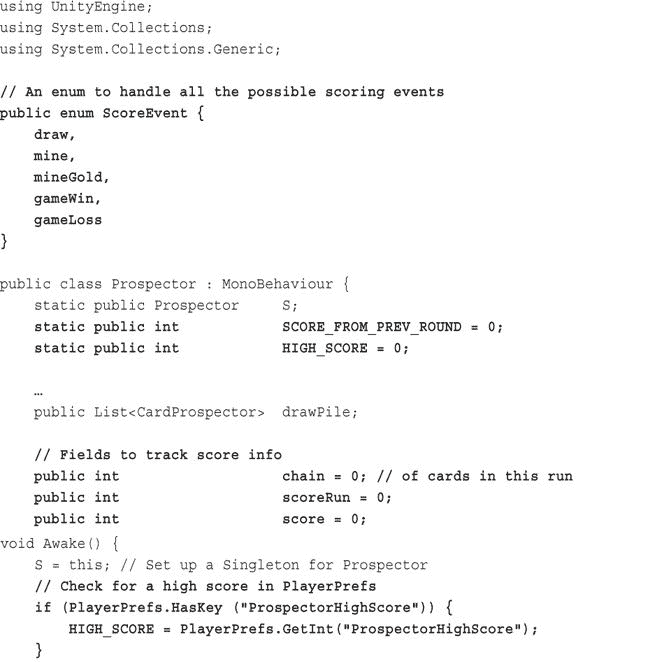 using UnityEngine;
using System.Collections;
using System.Collections.Generic;

// An enum to handle all the possible scoring events
public enum ScoreEvent {
    draw,
    mine,
    mineGold,
    gameWin,
    gameLoss
}

public class Prospector : MonoBehaviour {
    static public Prospector     S;
    static public int            SCORE_FROM_PREV_ROUND = 0;
    static public int            HIGH_SCORE = 0;

    …
    public List<CardProspector>  drawPile;

    // Fields to track score info
    public int                   chain = 0; // of cards in this run
    public int                   scoreRun = 0;
    public int                   score = 0;
void Awake() {
    S = this; // Set up a Singleton for Prospector
    // Check for a high score in PlayerPrefs
    if (PlayerPrefs.HasKey ("ProspectorHighScore")) {
        HIGH_SCORE = PlayerPrefs.GetInt("ProspectorHighScore");
    }